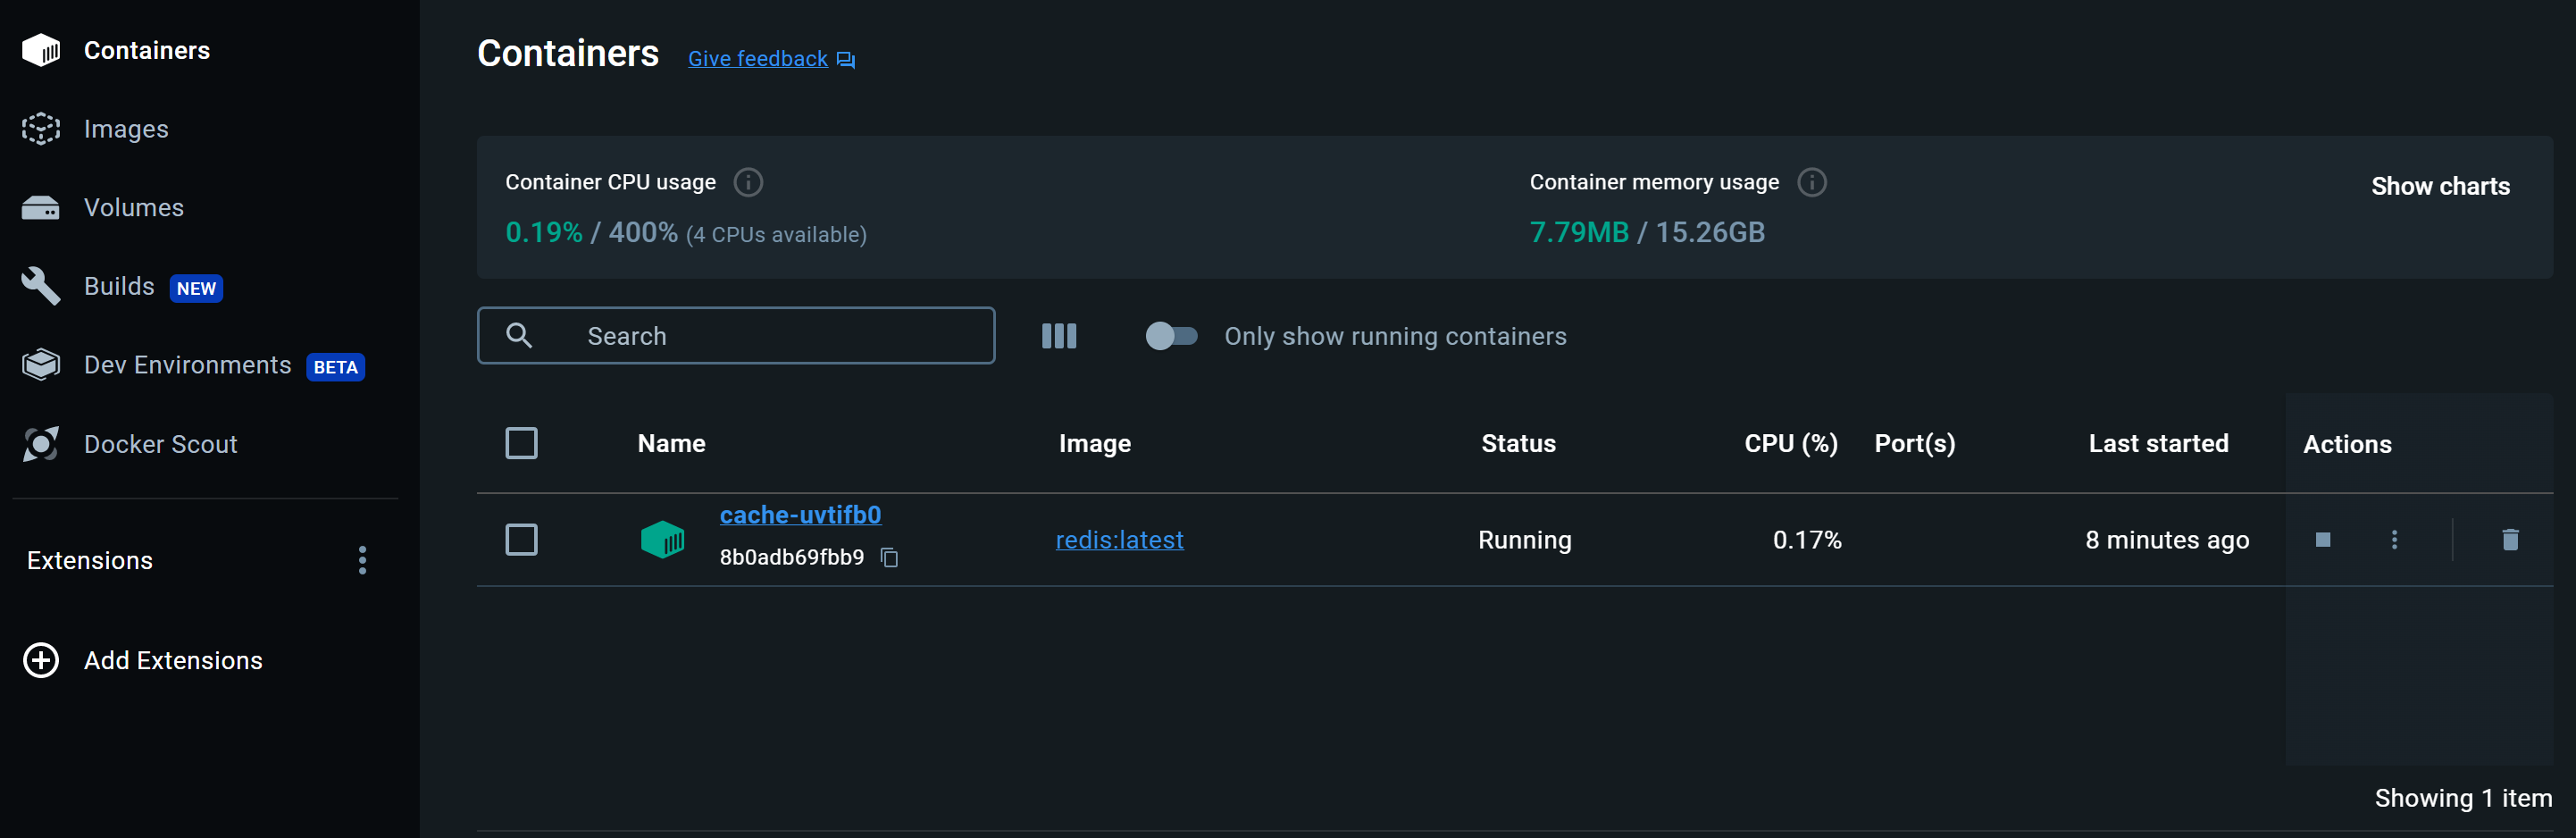 Containers
Images
Volumes
Builds NEW
Dev Environments BETA
Docker Scout
Extensions
Add Extensions
Containers Give feedback
Container CPU usage
0.19% / 400% (4 CPUs available)
Container memory usage
7.79MB / 15.26GB
Show charts
Search
Only show running containers
Name Image Status CPU (%) Port(s) Last started Actions
cache-uvtifb0
8b0adb69fbb9
redis:latest Running 0.17% 8 minutes ago
Showing 1 item